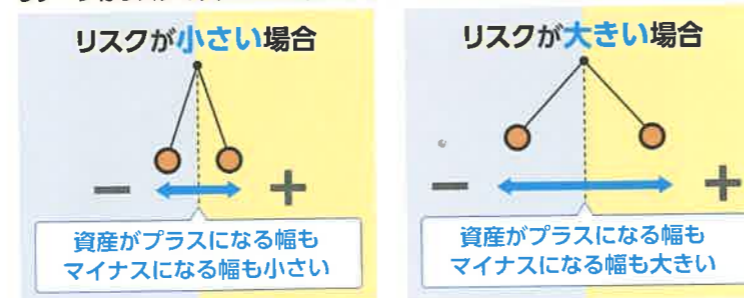 リスクが小さい場合
− +
資産がプラスになる幅も
マイナスになる幅も小さい
リスクが大きい場合
− +
資産がプラスになる幅も
マイナスになる幅も大きい